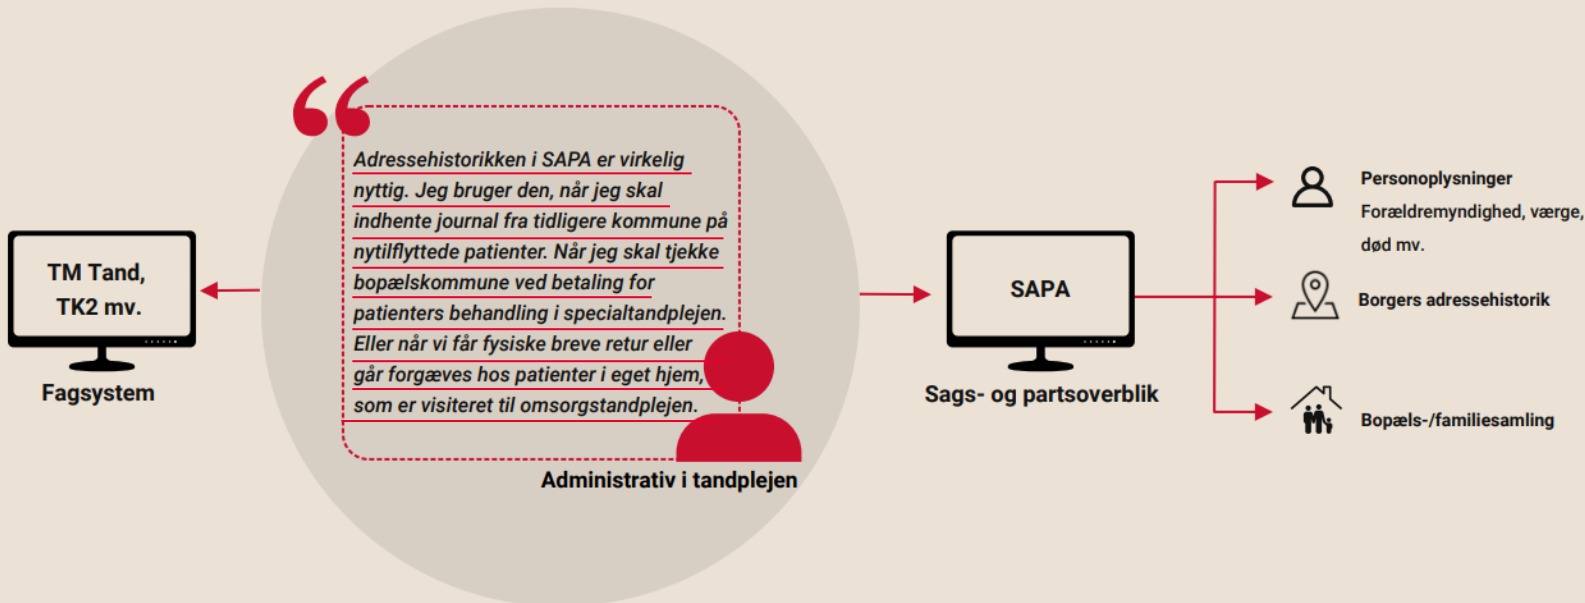 TM Tand,
TK2 mv.
Fagsystem
Adressehistorikken i SAPA er virkelig
nyttig. Jeg bruger den, når jeg skal
indhente journal fra tidligere kommune på
nytilflyttede patienter. Når jeg skal tjekke
bopælskommune ved betaling for
patienters behandling i specialtandplejen.
Eller når vi får fysiske breve retur eller
går forgæves hos patienter i eget hjem,
som er visiteret til omsorgstandplejen.
Administrativ i tandplejen
SAPA
Sags- og partsoverblik
Personoplysninger
Forældremyndighed, værge,
død mv.
Borgers adressehistorik
Bopæls-/familiesamling